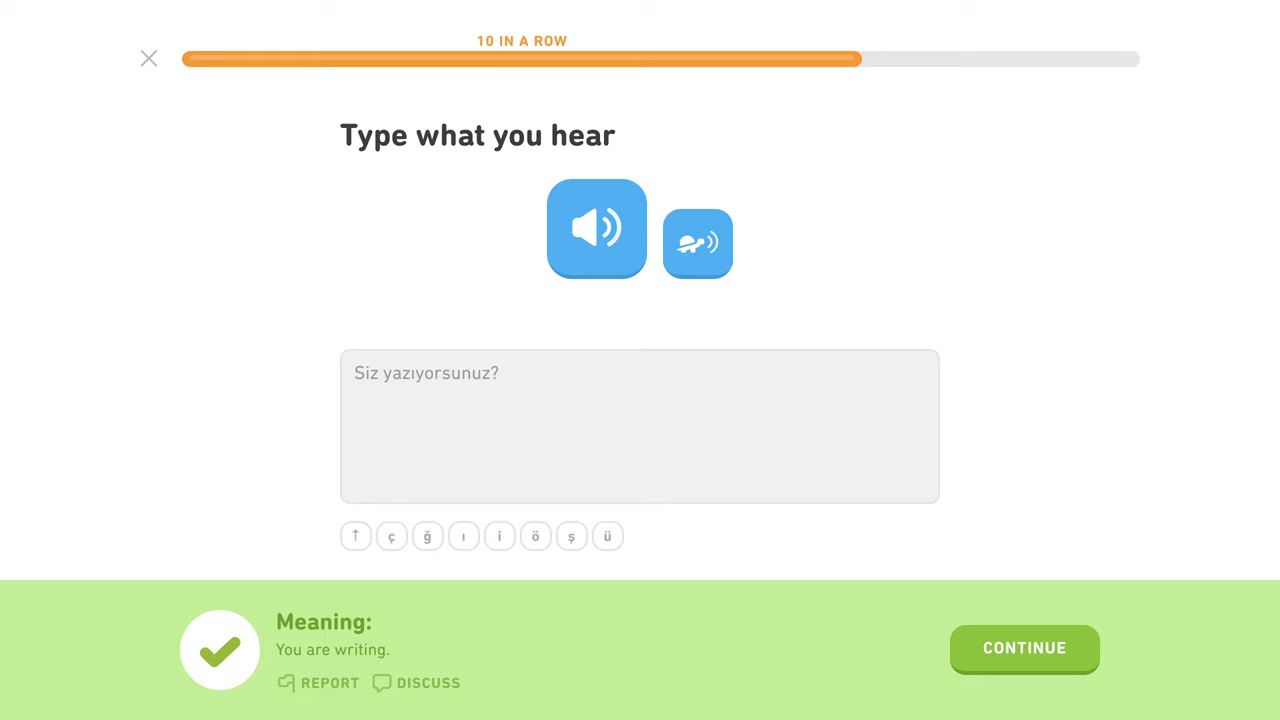 10 IN A ROW
Type what you hear
Siz yazıyorsunuz?
↑ ç ğ ı i ö ş ü
Meaning:
You are writing.
REPORT DISCUSS
CONTINUE